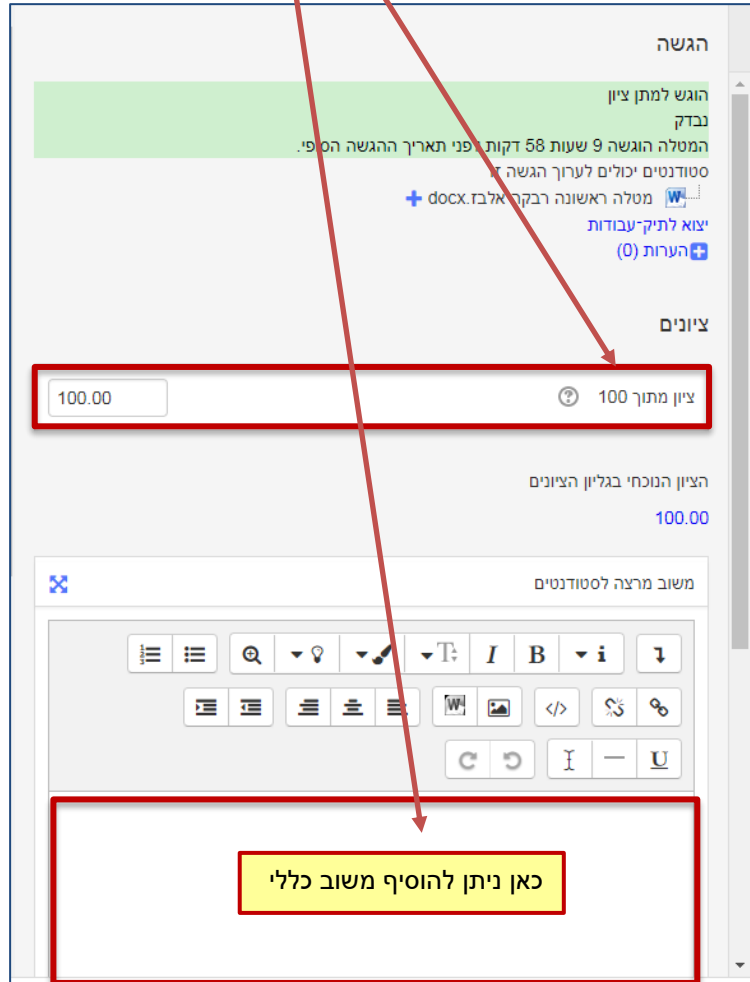 הגשה
הוגש למתן ציון
נבדק
המטלה הוגשה 9 שעות 58 דקות לפני תאריך ההגשה הסופי.
סטודנטים יכולים לערוך הגשה זו
מטלה ראשונה רבקה אלבז.docx
יצוא לתיק־עבודות
הערות (0)
ציונים
ציון מתוך 100 100.00
הציון הנוכחי בגליון הציונים
100.00
משוב מרצה לסטודנטים
כאן ניתן להוסיף משוב כללי